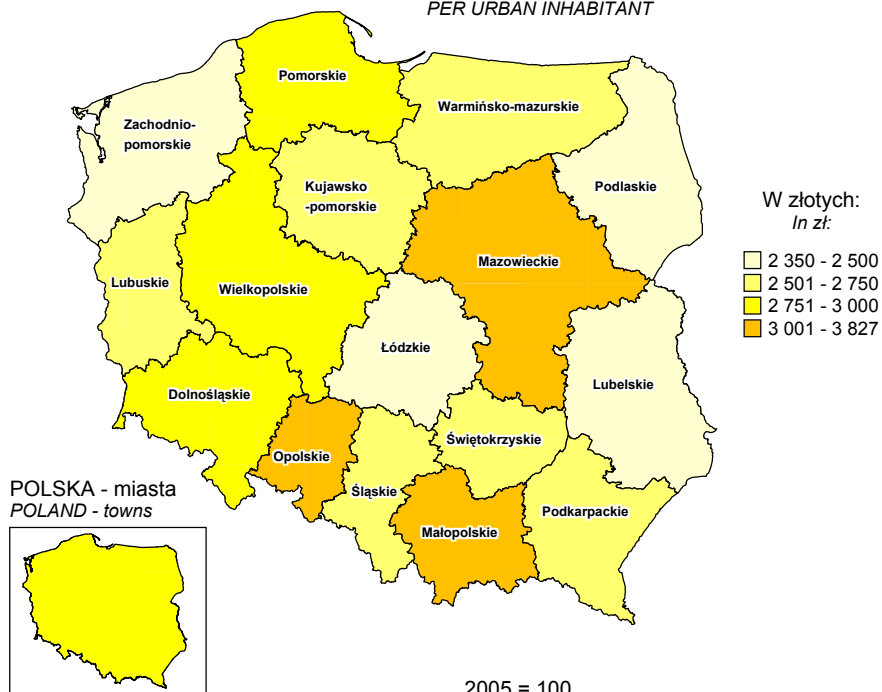 PER URBAN INHABITANT
Pomorskie
Warmińsko-mazurskie
Zachodnio-
pomorskie
Kujawsko
-pomorskie
Podlaskie
W złotych:
In zł:
2 350 - 2 500
2 501 - 2 750
2 751 - 3 000
3 001 - 3 827
Mazowieckie
Lubuskie
Wielkopolskie
Łódzkie
Lubelskie
Dolnośląskie
Świętokrzyskie
Opolskie
Śląskie
Podkarpackie
Małopolskie
POLSKA - miasta
POLAND - towns
2005 = 100